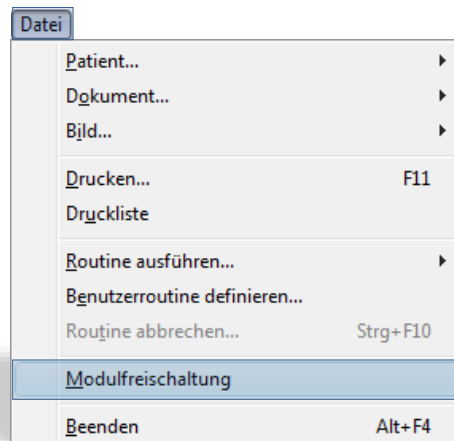 Datei
Patient...
Dokument...
Bild...
Drucken... F11
Druckliste
Routine ausführen...
Benutzerroutine definieren...
Routine abbrechen... Strg+F10
Modulfreischaltung
Beenden Alt+F4